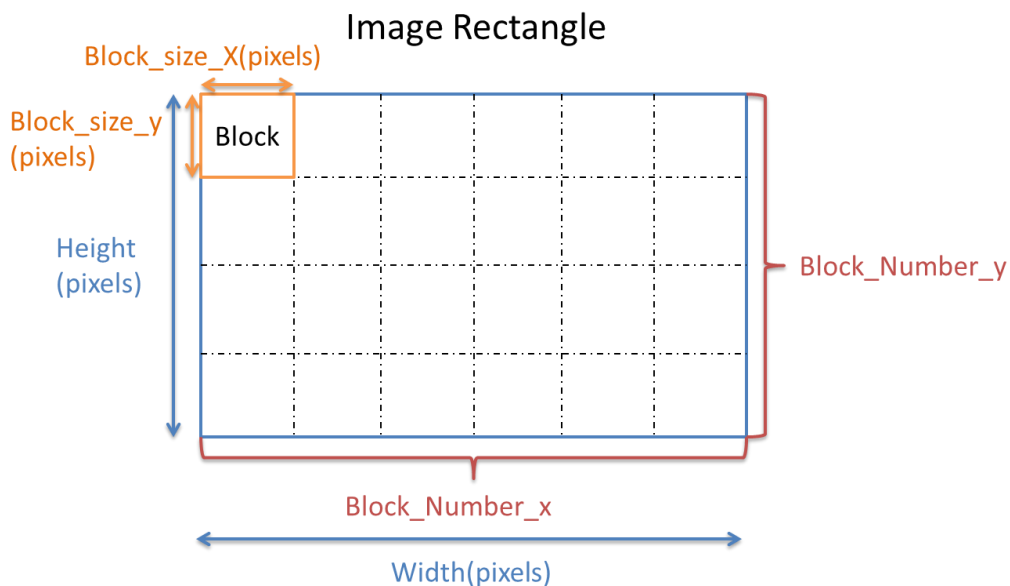 Image Rectangle
Block_size_X(pixels)
Block_size_y
(pixels)
Block
Height
(pixels)
Block_Number_y
Block_Number_x
Width(pixels)